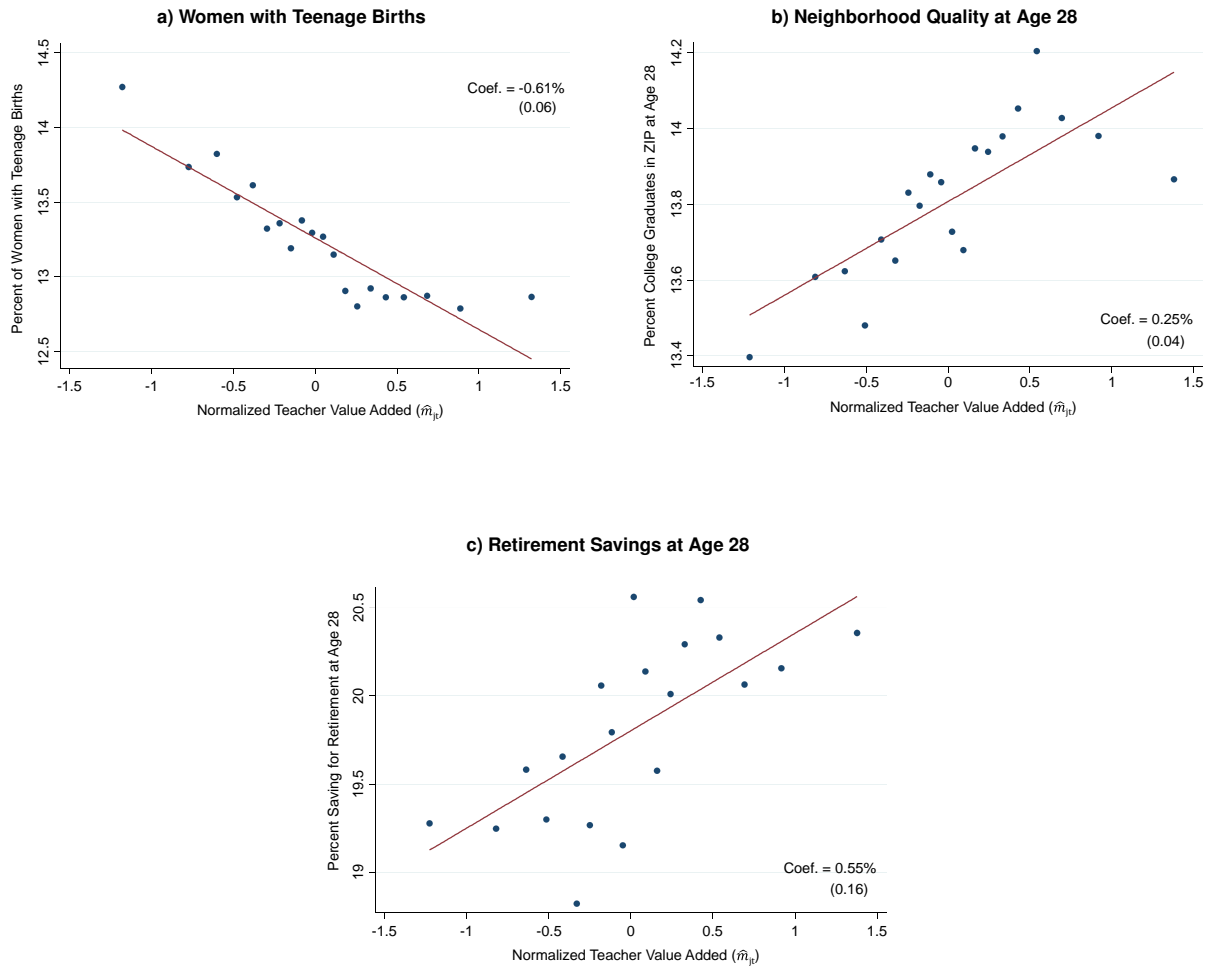 a) Women with Teenage Births
Percent of Women with Teenage Births
14.5
14
13.5
13
12.5
Coef. = -0.61%
(0.06)
-1.5 -1 -0.5 0 0.5 1 1.5
Normalized Teacher Value Added (m̂jt)
b) Neighborhood Quality at Age 28
Percent College Graduates in ZIP at Age 28
14.2
14
13.8
13.6
13.4
Coef. = 0.25%
(0.04)
-1.5 -1 -0.5 0 0.5 1 1.5
Normalized Teacher Value Added (m̂jt)
c) Retirement Savings at Age 28
Percent Saving for Retirement at Age 28
20.5
20
19.5
19
Coef. = 0.55%
(0.16)
-1.5 -1 -0.5 0 0.5 1 1.5
Normalized Teacher Value Added (m̂jt)